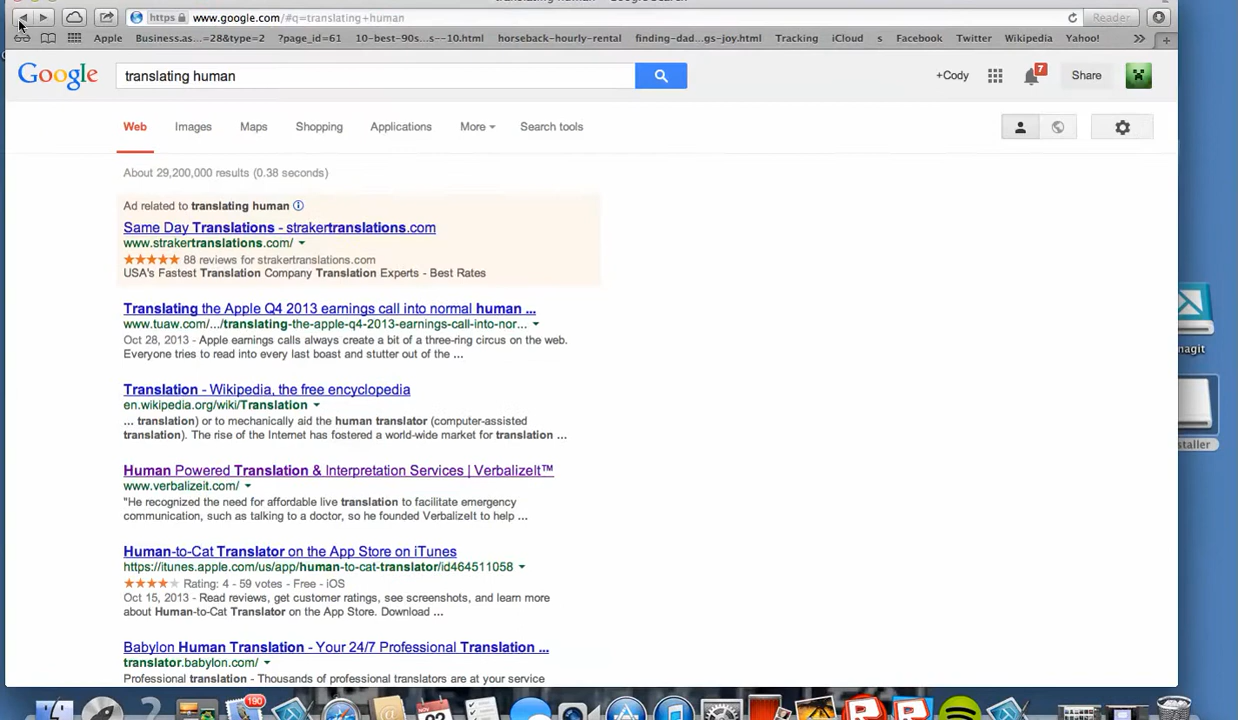 https www.google.com/#q=translating+human Reader
Apple Business.as...=28&type=2 ?page_id=61 10-best-90s...s--10.html horseback-hourly-rental finding-dad...gs-joy.html Tracking iCloud s Facebook Twitter Wikipedia Yahoo! »
Google translating human +Cody 7 Share
Web Images Maps Shopping Applications More Search tools
About 29,200,000 results (0.38 seconds)
Ad related to translating human
Same Day Translations - strakertranslations.com
www.strakertranslations.com/
88 reviews for strakertranslations.com
USA's Fastest Translation Company Translation Experts - Best Rates
Translating the Apple Q4 2013 earnings call into normal human ...
www.tuaw.com/.../translating-the-apple-q4-2013-earnings-call-into-nor...
Oct 28, 2013 - Apple earnings calls always create a bit of a three-ring circus on the web.
Everyone tries to read into every last boast and stutter out of the ...
Translation - Wikipedia, the free encyclopedia
en.wikipedia.org/wiki/Translation
... translation) or to mechanically aid the human translator (computer-assisted
translation). The rise of the Internet has fostered a world-wide market for translation ...
Human Powered Translation & Interpretation Services | VerbalizeIt™
www.verbalizeit.com/
"He recognized the need for affordable live translation to facilitate emergency
communication, such as talking to a doctor, so he founded VerbalizeIt to help ...
Human-to-Cat Translator on the App Store on iTunes
https://itunes.apple.com/us/app/human-to-cat-translator/id464511058
Rating: 4 - 59 votes - Free - iOS
Oct 15, 2013 - Read reviews, get customer ratings, see screenshots, and learn more
about Human-to-Cat Translator on the App Store. Download ...
Babylon Human Translation - Your 24/7 Professional Translation ...
translator.babylon.com/
Professional translation - Thousands of professional translators are at your service
nagit
staller
190
NOV